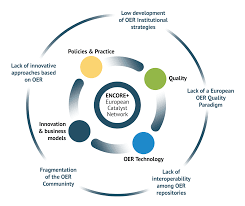 Low development
of OER Institutional
strategies
Policies & Practice
Lack of innovative
approaches based on
OER
Quality
ENCORE+
European
Catalyst
Network
Lack of a European
OER Quality
Paradigm
Innovation
& business
models
OER Technology
Fragmentation
of the OER
Communinty
Lack of
interoperability
among OER
repositories